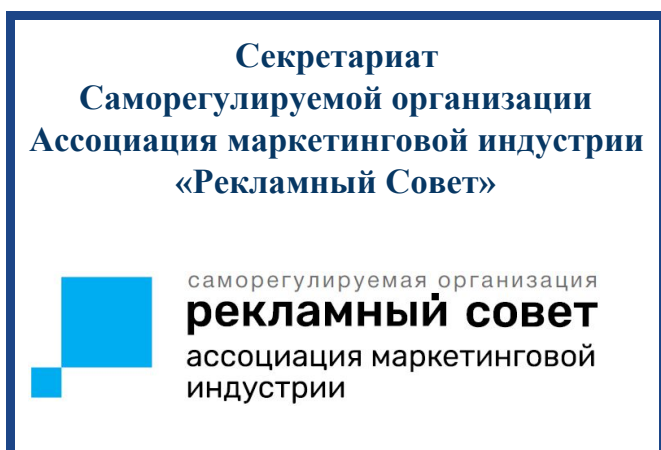 Секретариат
Саморегулируемой организации
Ассоциация маркетинговой индустрии
«Рекламный Совет»
саморегулируемая организация
рекламный совет
ассоциация маркетинговой
индустрии